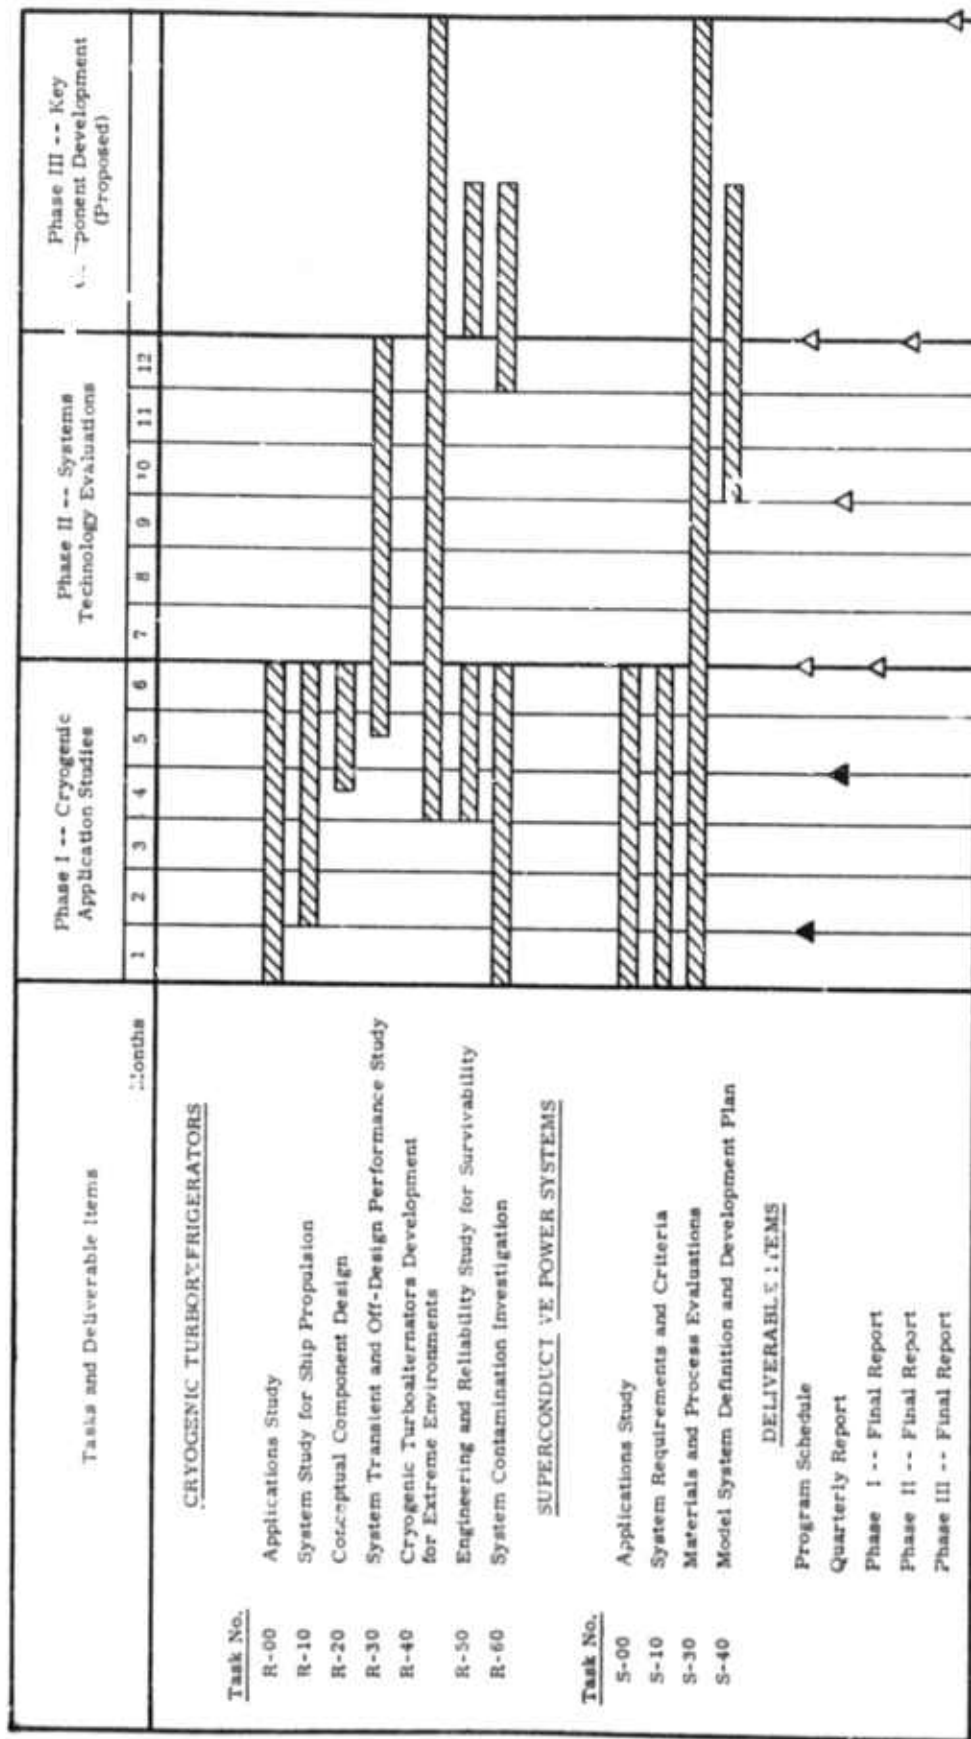 Tasks and Deliverable Items
Phase I -- Cryogenic
Application Studies
Phase II -- Systems
Technology Evaluations
Phase III -- Key
Development
(Proposed)
1 2 3 4 5 6 7 8 9 10 11 12
CRYOGENIC TURBOREFRIGERATORS
Task No.
R-00 Applications Study
R-10 System Study for Ship Propulsion
R-20 Conceptual Component Design
R-30 System Transient and Off-Design Performance Study
R-40 Cryogenic Turboalternators Development
for Extreme Environments
R-50 Engineering and Reliability Study for Survivability
R-60 System Contamination Investigation
SUPERCONDUCTIVE POWER SYSTEMS
Task No.
S-00 Applications Study
S-10 System Requirements and Criteria
S-30 Materials and Process Evaluations
S-40 Model System Definition and Development Plan
DELIVERABLE ITEMS
Program Schedule
Quarterly Report
Phase I -- Final Report
Phase II -- Final Report
Phase III -- Final Report